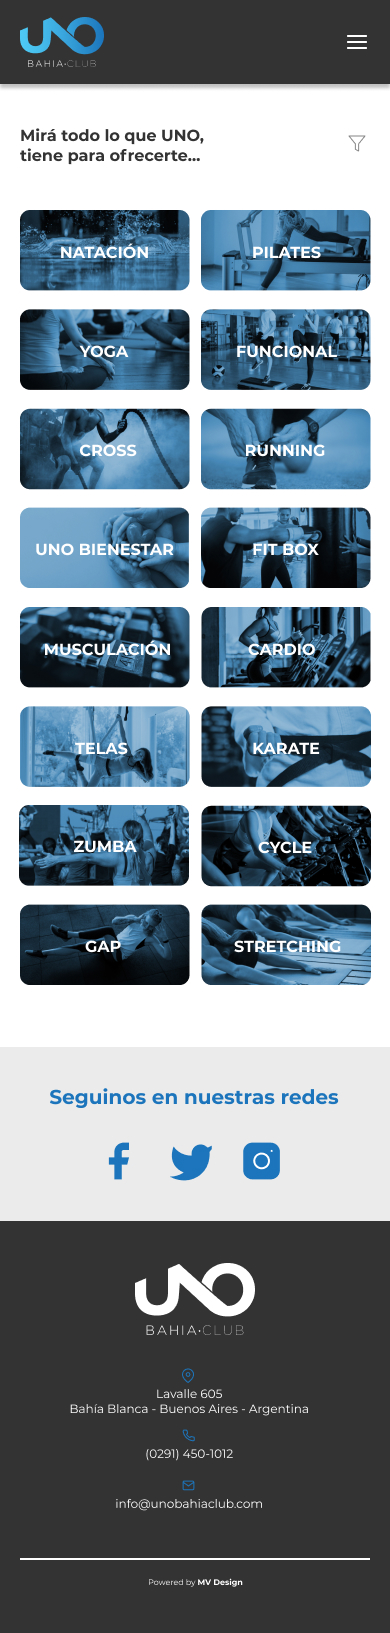 UNO
BAHIA·CLUB
Mirá todo lo que UNO,
tiene para ofrecerte...
NATACIÓN
PILATES
YOGA
FUNCIONAL
CROSS
RUNNING
UNO BIENESTAR
FIT BOX
MUSCULACIÓN
CARDIO
TELAS
KARATE
ZUMBA
CYCLE
GAP
STRETCHING
Seguinos en nuestras redes
UNO
BAHIA·CLUB
Lavalle 605
Bahía Blanca - Buenos Aires - Argentina
(0291) 450-1012
info@unobahiaclub.com
Powered by MV Design